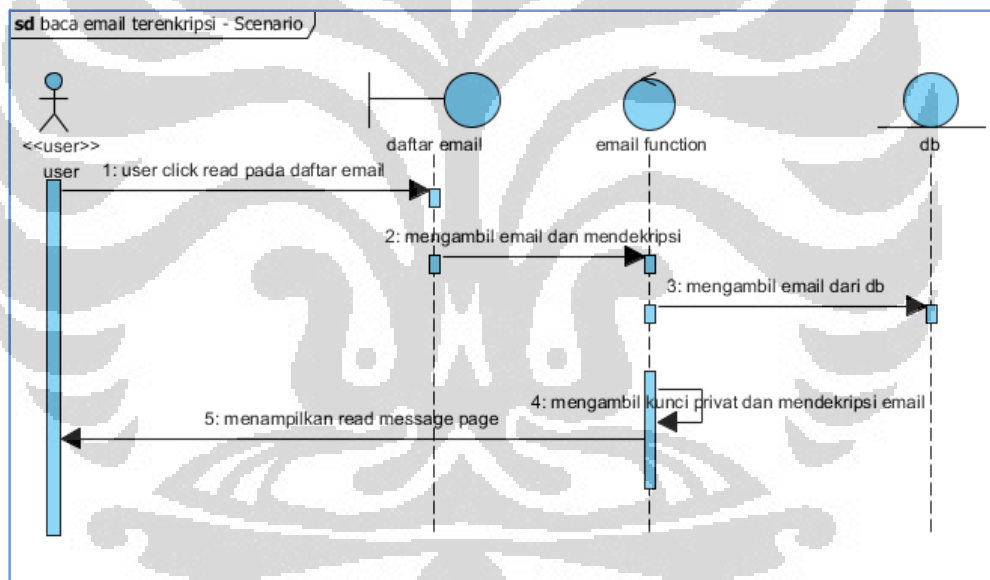 sd baca email terenkripsi - Scenario
<<user>>
user
daftar email
email function
db
1: user click read pada daftar email
2: mengambil email dan mendekripsi
3: mengambil email dari db
4: mengambil kunci privat dan mendekripsi email
5: menampilkan read message page